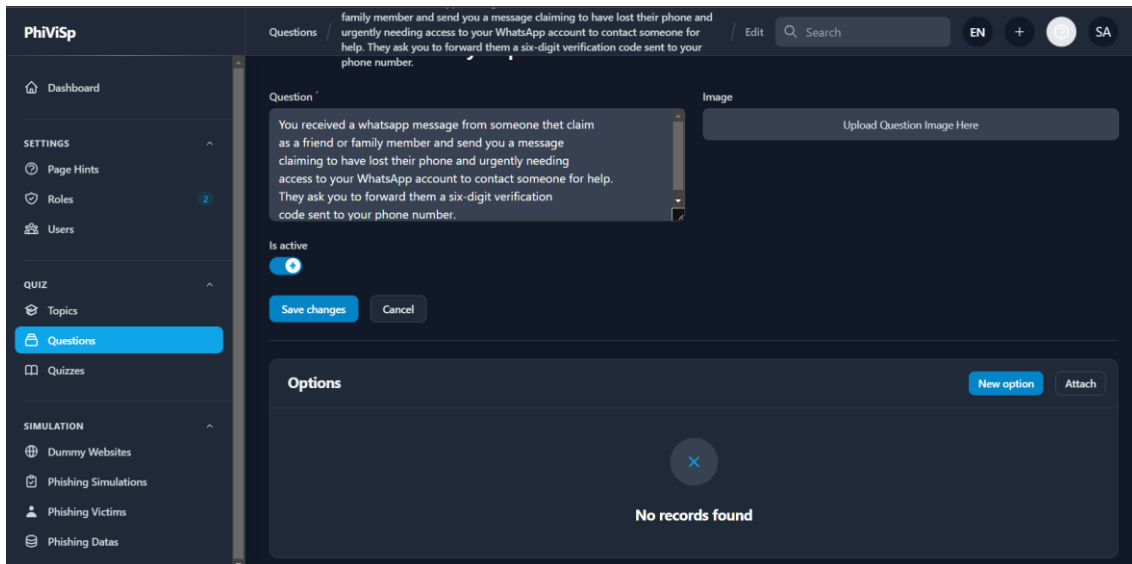 PhiViSp
Dashboard
SETTINGS
Page Hints
Roles 2
Users
QUIZ
Topics
Questions
Quizzes
SIMULATION
Dummy Websites
Phishing Simulations
Phishing Victims
Phishing Datas
Questions /
family member and send you a message claiming to have lost their phone and
urgently needing access to your WhatsApp account to contact someone for
help. They ask you to forward them a six-digit verification code sent to your
phone number.
/ Edit
Search
EN
+
SA
Question *
You received a whatsapp message from someone thet claim
as a friend or family member and send you a message
claiming to have lost their phone and urgently needing
access to your WhatsApp account to contact someone for help.
They ask you to forward them a six-digit verification
code sent to your phone number.
Image
Upload Question Image Here
Is active
Save changes
Cancel
Options
New option
Attach
No records found